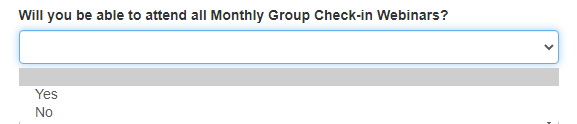 Will you be able to attend all Monthly Group Check-in Webinars?
Yes
No